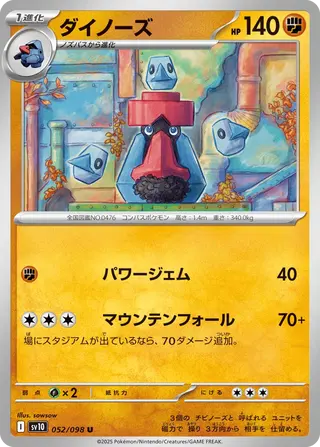 1進化
ダイノーズ
HP 140
ノズパスから進化
全国図鑑NO.0476 コンパスポケモン 高さ：1.4m 重さ：340.0kg
パワージェム 40
マウンテンフォール 70+
場にスタジアムが出ているなら、70ダメージ追加。
弱点 ×2 抵抗力 にげる
Illus. sowsow
I sv10 052/098 U
3個の チビノーズと 呼ばれる ユニットを
磁力で 操り 3方向から 相手を 仕留める。
©2025 Pokémon/Nintendo/Creatures/GAME FREAK.